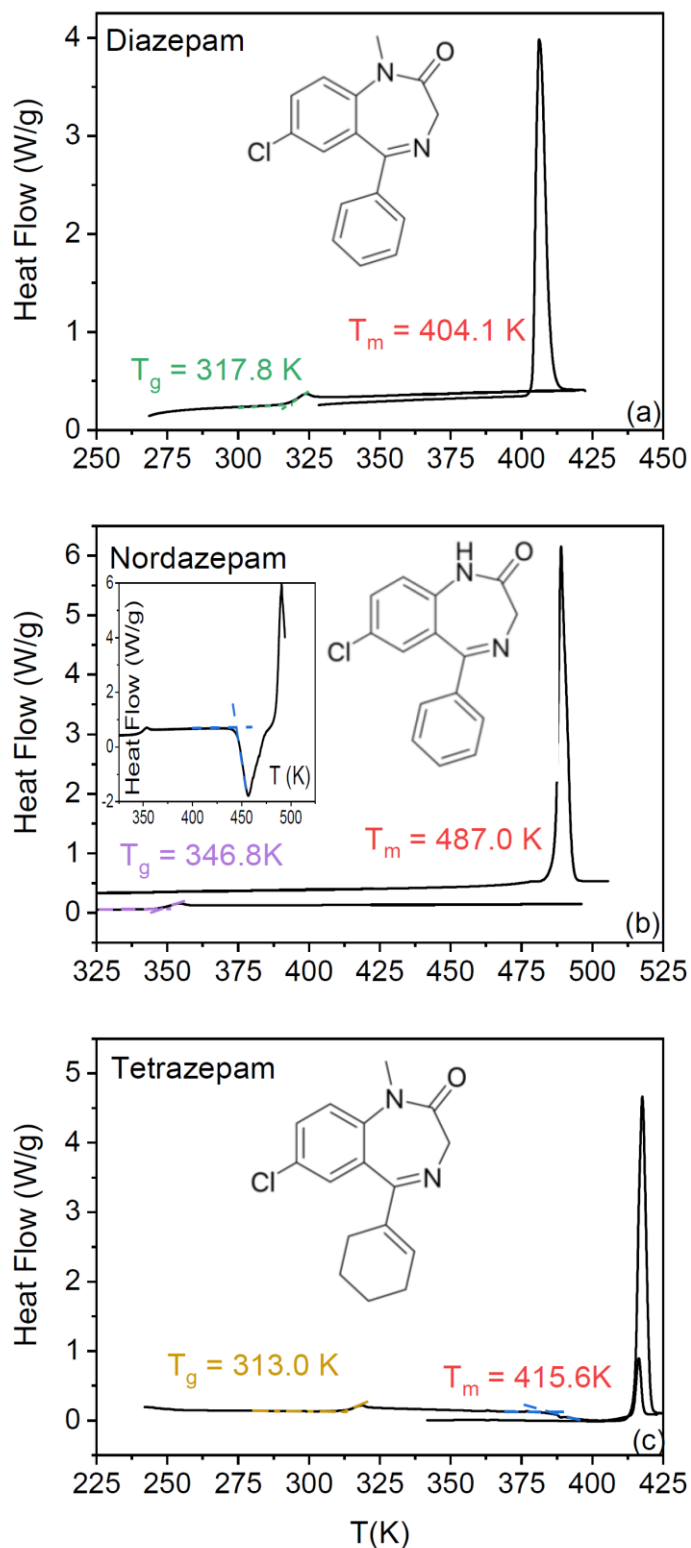 Diazepam
Heat Flow (W/g)
4
3
2
1
0
N
O
N
Cl
T_m = 404.1 K
T_g = 317.8 K
(a)
250 275 300 325 350 375 400 425 450
Nordazepam
Heat Flow (W/g)
6
5
4
3
2
1
0
Heat Flow (W/g)
6
4
2
0
-2
T (K)
350 400 450 500
H
N
O
N
Cl
T_g = 346.8K
T_m = 487.0 K
(b)
325 350 375 400 425 450 475 500 525
Tetrazepam
Heat Flow (W/g)
5
4
3
2
1
0
N
O
N
Cl
T_g = 313.0 K
T_m = 415.6K
(c)
225 250 275 300 325 350 375 400 425
T(K)